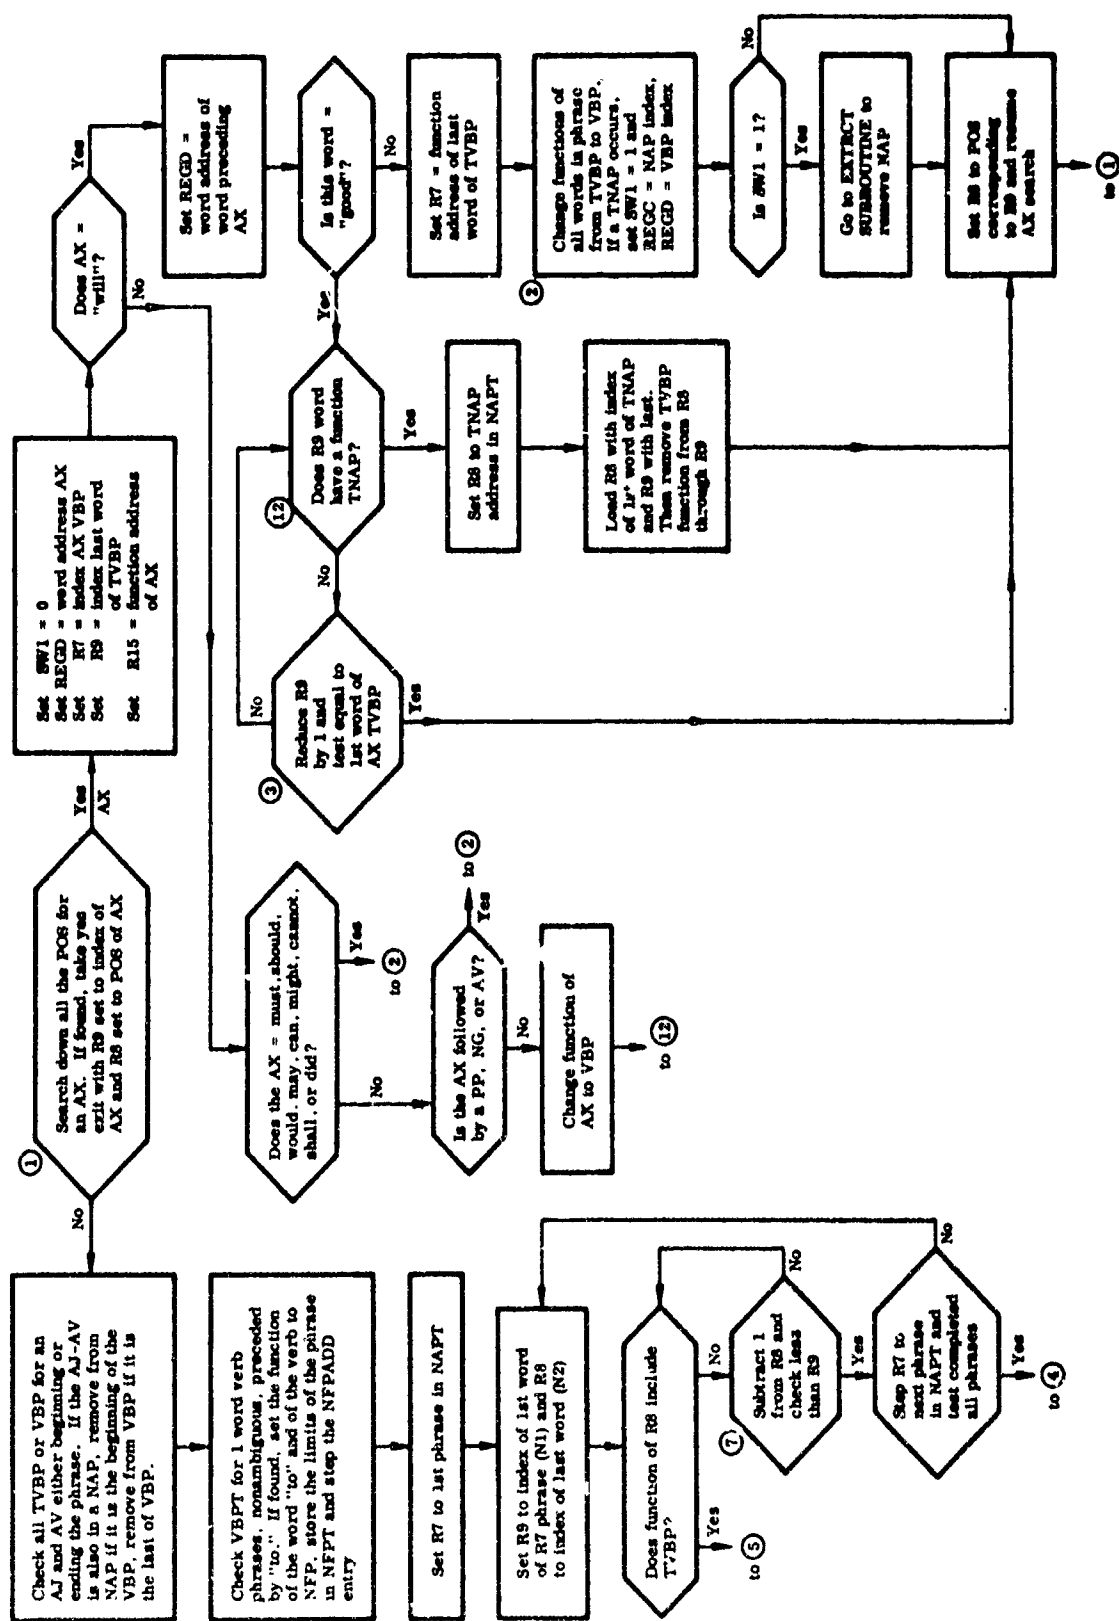 1
Search down all the POS for
an AX. If found, take yes
exit with R9 set to index of
AX and R8 set to POS of AX
Yes
AX
No
Set SW1 = 0
Set REGD = word address AX
Set R7 = index AX VBP
Set R9 = index last word
of TVBP
Set R15 = function address
of AX
Does AX =
"will"?
Yes
No
Set REGD =
word address of
word preceding
AX
Is this word =
"good"?
Yes
No
Set R7 = function
address of last
word of TVBP
2
Change functions of
all words in phrase
from TVBP to VBP.
If a TNAP occurs,
set SW1 = 1 and
REGC = NAP index,
REGD = VBP index
Is SW1 = 1?
No
Yes
Go to EXTRCT
SUBROUTINE to
remove NAP
Set R8 to POS
corresponding
to R9 and resume
AX search
to 1
12
Does R9 word
have a function
TNAP?
Yes
No
Set R8 to TNAP
address in NAPT
Load R8 with index
of 1st word of TNAP
and R9 with last.
Then remove TVBP
function from R8
through R9
3
Reduce R9
by 1 and
test equal to
1st word of
AX TVBP
No
Yes
Does the AX = must, should,
would, may, can, might, cannot,
shall, or did?
Yes
to 2
No
Is the AX followed
by a PP, NG, or AV?
Yes
to 2
No
Change function of
AX to VBP
to 12
Check all TVBP or VBP for an
AJ and AV either beginning or
ending the phrase. If the AJ-AV
is also in a NAP, remove from
NAP if it is the beginning of the
VBP, remove from VBP if it is
the last of VBP.
Check VBPT for 1 word verb
phrases, nonambiguous, preceded
by "to." If found, set the function
of the word "to" and of the verb to
NFP, store the limits of the phrase
in NFPT and step the NFPADD
entry
Set R7 to 1st phrase in NAPT
Set R9 to index of 1st word
of R7 phrase (N1) and R8
to index of last word (N2)
Does function of R8 include
TVBP?
Yes
to 5
No
7
Subtract 1
from R8 and
check less
than R9
No
Yes
Step R7 to
next phrase
in NAPT and
test completed
all phrases
No
Yes
to 4